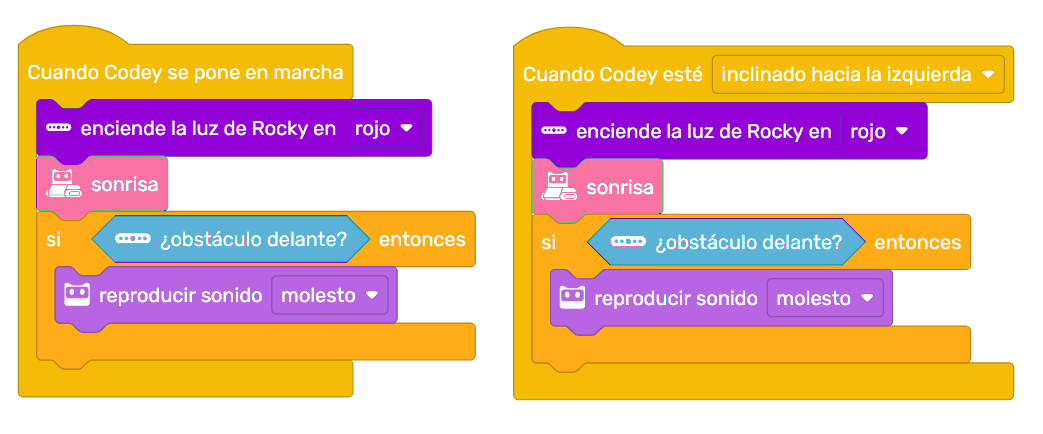 Cuando Codey se pone en marcha
enciende la luz de Rocky en rojo
sonrisa
si ¿obstáculo delante? entonces
reproducir sonido molesto
Cuando Codey esté inclinado hacia la izquierda
enciende la luz de Rocky en rojo
sonrisa
si ¿obstáculo delante? entonces
reproducir sonido molesto